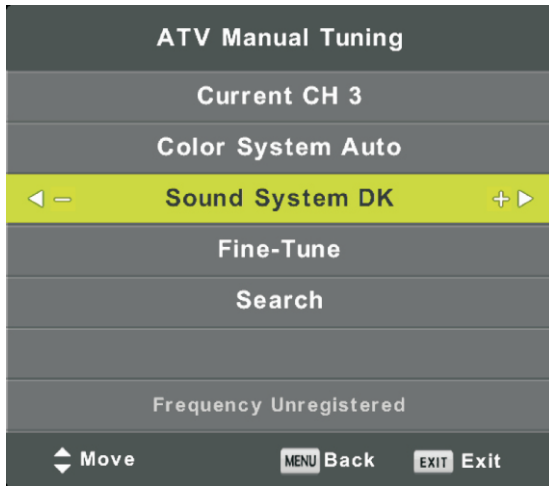 ATV Manual Tuning
Current CH 3
Color System Auto
Sound System DK
Fine-Tune
Search
Frequency Unregistered
Move MENU Back EXIT Exit